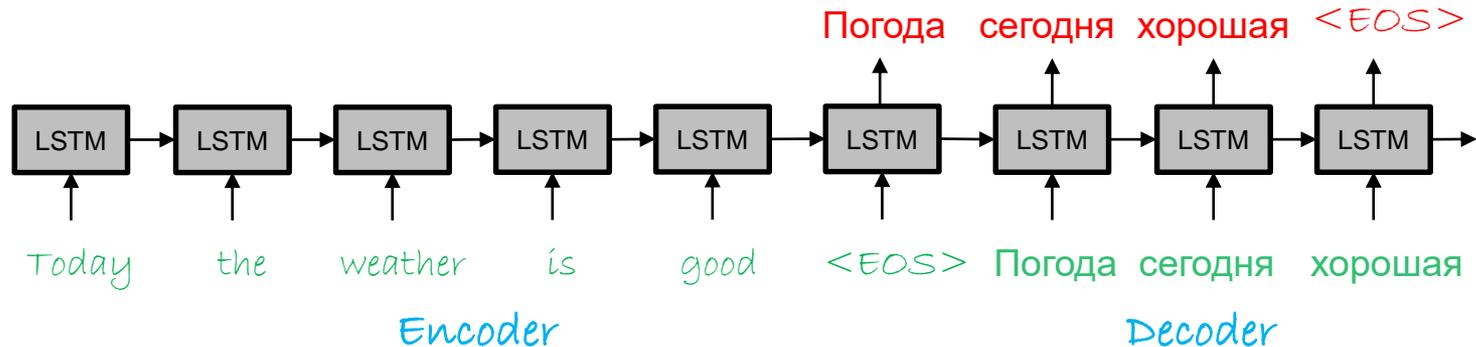 Погода сегодня хорошая <EOS>
LSTM LSTM LSTM LSTM LSTM LSTM LSTM LSTM LSTM
Today the weather is good <EOS> Погода сегодня хорошая
Encoder Decoder